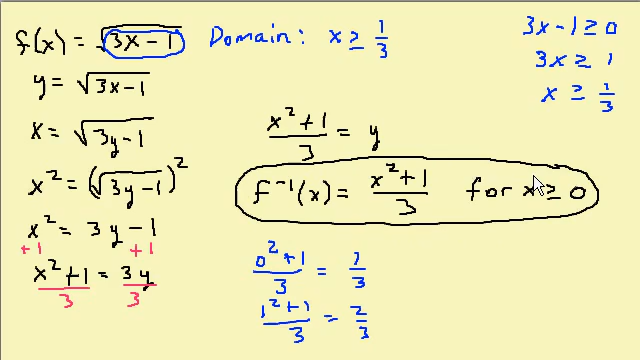 f(x) = √(3x − 1) Domain: x ≥ 1/3
3x − 1 ≥ 0
3x ≥ 1
x ≥ 1/3
y = √(3x − 1)
x = √(3y − 1)
x² = (√(3y − 1))²
x² = 3y − 1
+1 +1
x² + 1 = 3y
3 3
(x² + 1)/3 = y
f⁻¹(x) = (x² + 1)/3 for x ≥ 0
(0² + 1)/3 = 1/3
(1² + 1)/3 = 2/3